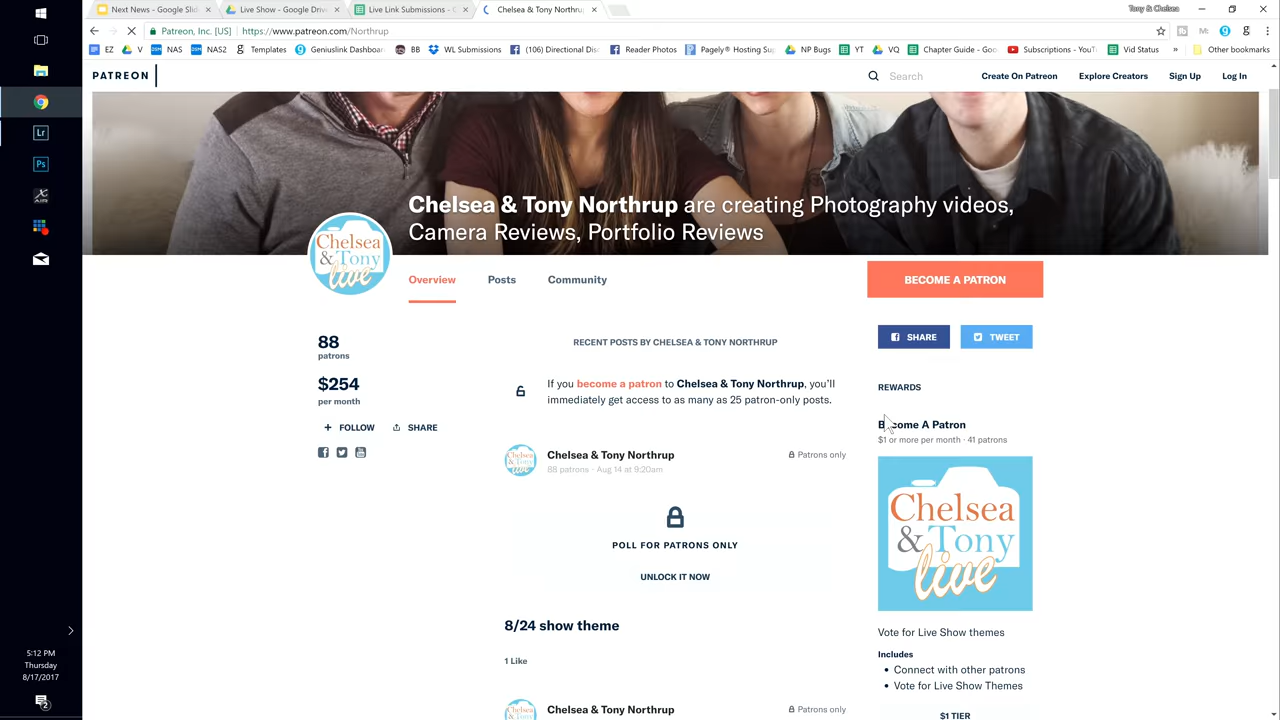 Next News - Google Slid
Live Show - Google Driv
Live Link Submissions - G
Chelsea & Tony Northru
Tony & Chelsea
Patreon, Inc. [US]
https://www.patreon.com/Northrup
EZ
V
NAS
NAS2
Templates
Geniuslink Dashboa
BB
WL Submissions
(106) Directional Dis
Reader Photos
Pagely® Hosting Sup
NP Bugs
YT
VQ
Chapter Guide - Goo
Subscriptions - YouT
Vid Status
»
Other bookmarks
PATREON
Search
Create On Patreon
Explore Creators
Sign Up
Log In
Chelsea & Tony Northrup are creating Photography videos,
Camera Reviews, Portfolio Reviews
Chelsea
& Tony
live
Overview
Posts
Community
BECOME A PATRON
88
patrons
$254
per month
+ FOLLOW
SHARE
RECENT POSTS BY CHELSEA & TONY NORTHRUP
If you become a patron to Chelsea & Tony Northrup, you'll
immediately get access to as many as 25 patron-only posts.
Chelsea & Tony Northrup
Patrons only
88 patrons · Aug 14 at 9:20am
POLL FOR PATRONS ONLY
UNLOCK IT NOW
8/24 show theme
1 Like
Chelsea & Tony Northrup
Patrons only
SHARE
TWEET
REWARDS
Become A Patron
$1 or more per month · 41 patrons
Chelsea
& Tony
live
Vote for Live Show themes
Includes
• Connect with other patrons
• Vote for Live Show Themes
$1 TIER
Lr
Ps
X
AIR
5:12 PM
Thursday
8/17/2017
2